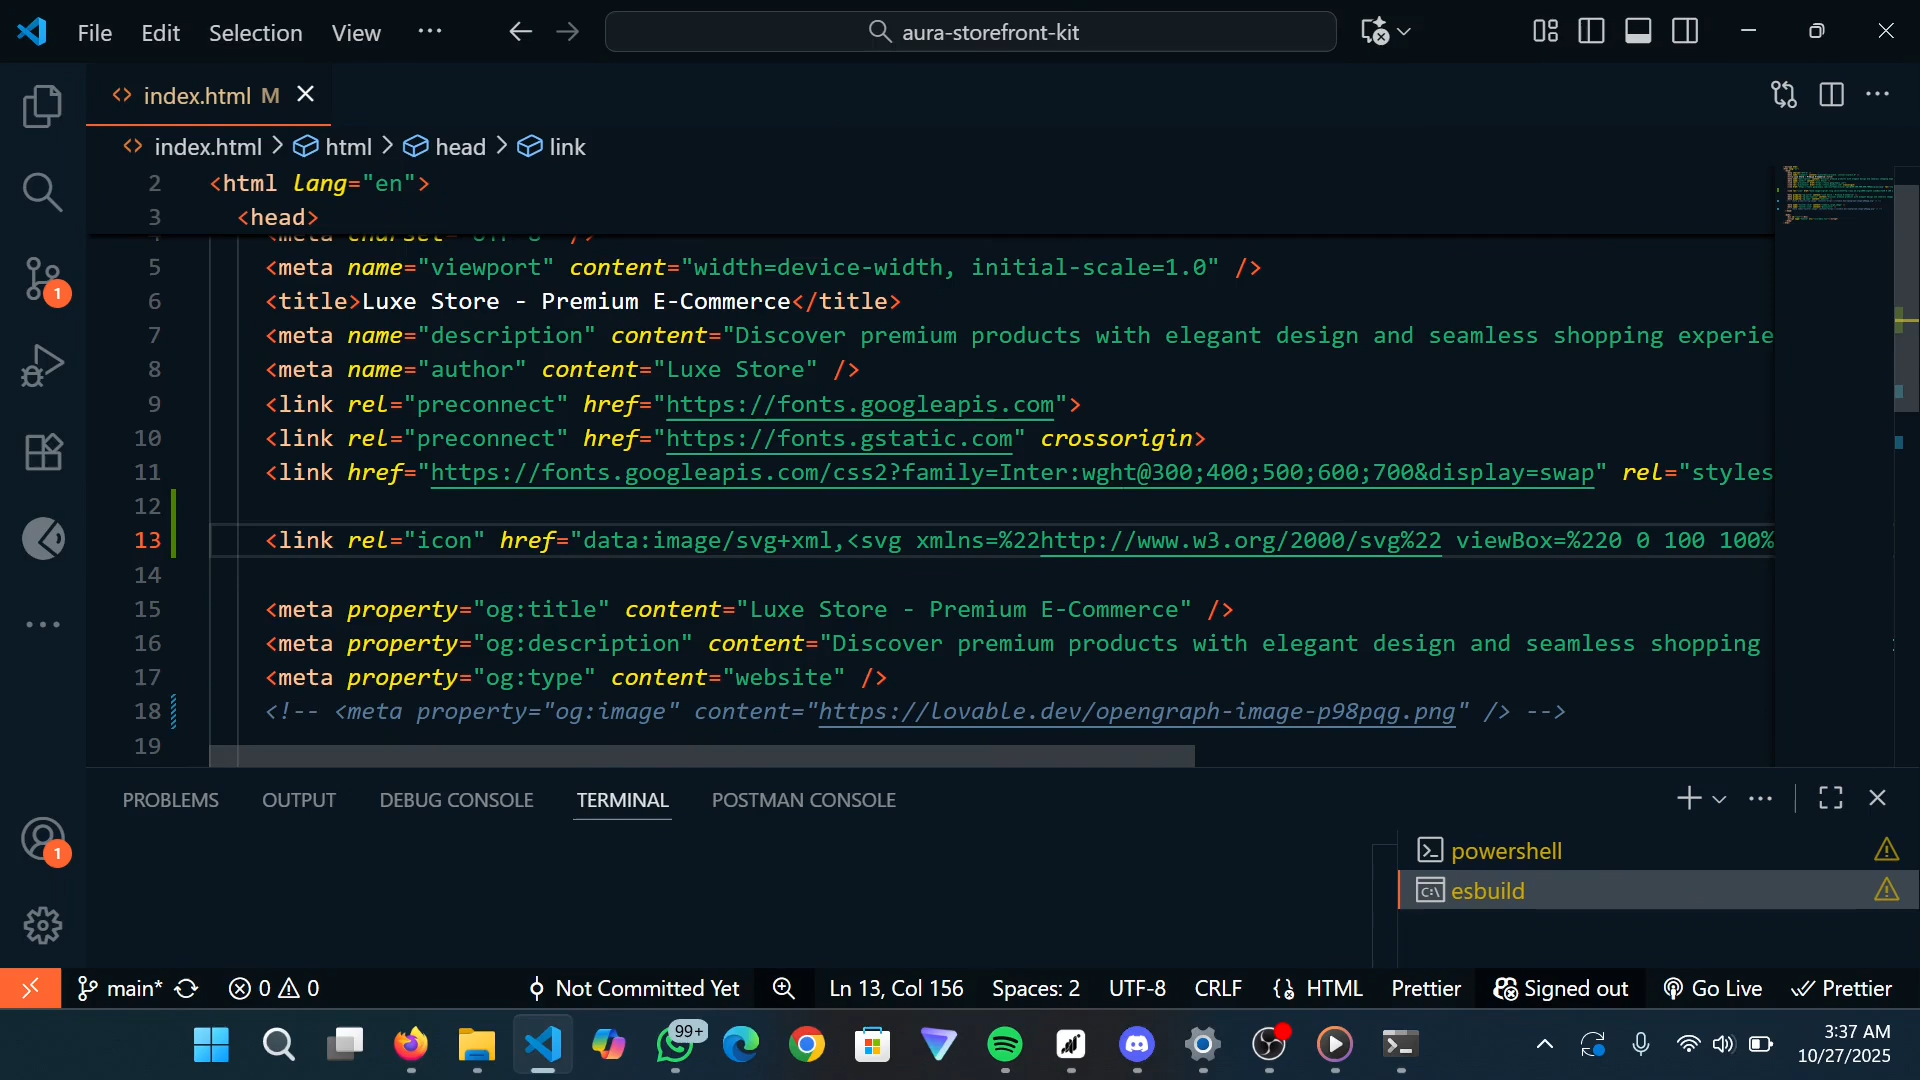 File Edit Selection View ···
aura-storefront-kit
index.html M
index.html > html > head > link
2 <html lang="en">
3 <head>
5 <meta name="viewport" content="width=device-width, initial-scale=1.0" />
6 <title>Luxe Store - Premium E-Commerce</title>
7 <meta name="description" content="Discover premium products with elegant design and seamless shopping experie
8 <meta name="author" content="Luxe Store" />
9 <link rel="preconnect" href="https://fonts.googleapis.com">
10 <link rel="preconnect" href="https://fonts.gstatic.com" crossorigin>
11 <link href="https://fonts.googleapis.com/css2?family=Inter:wght@300;400;500;600;700&display=swap" rel="styles
12
13 <link rel="icon" href="data:image/svg+xml,<svg xmlns=%22http://www.w3.org/2000/svg%22 viewBox=%220 0 100 100%
14
15 <meta property="og:title" content="Luxe Store - Premium E-Commerce" />
16 <meta property="og:description" content="Discover premium products with elegant design and seamless shopping
17 <meta property="og:type" content="website" />
18 <!-- <meta property="og:image" content="https://lovable.dev/opengraph-image-p98pqg.png" /> -->
19
1
1
PROBLEMS OUTPUT DEBUG CONSOLE TERMINAL POSTMAN CONSOLE
powershell
esbuild
main* 0 0 Not Committed Yet Ln 13, Col 156 Spaces: 2 UTF-8 CRLF HTML Prettier Signed out Go Live Prettier
99+
3:37 AM
10/27/2025